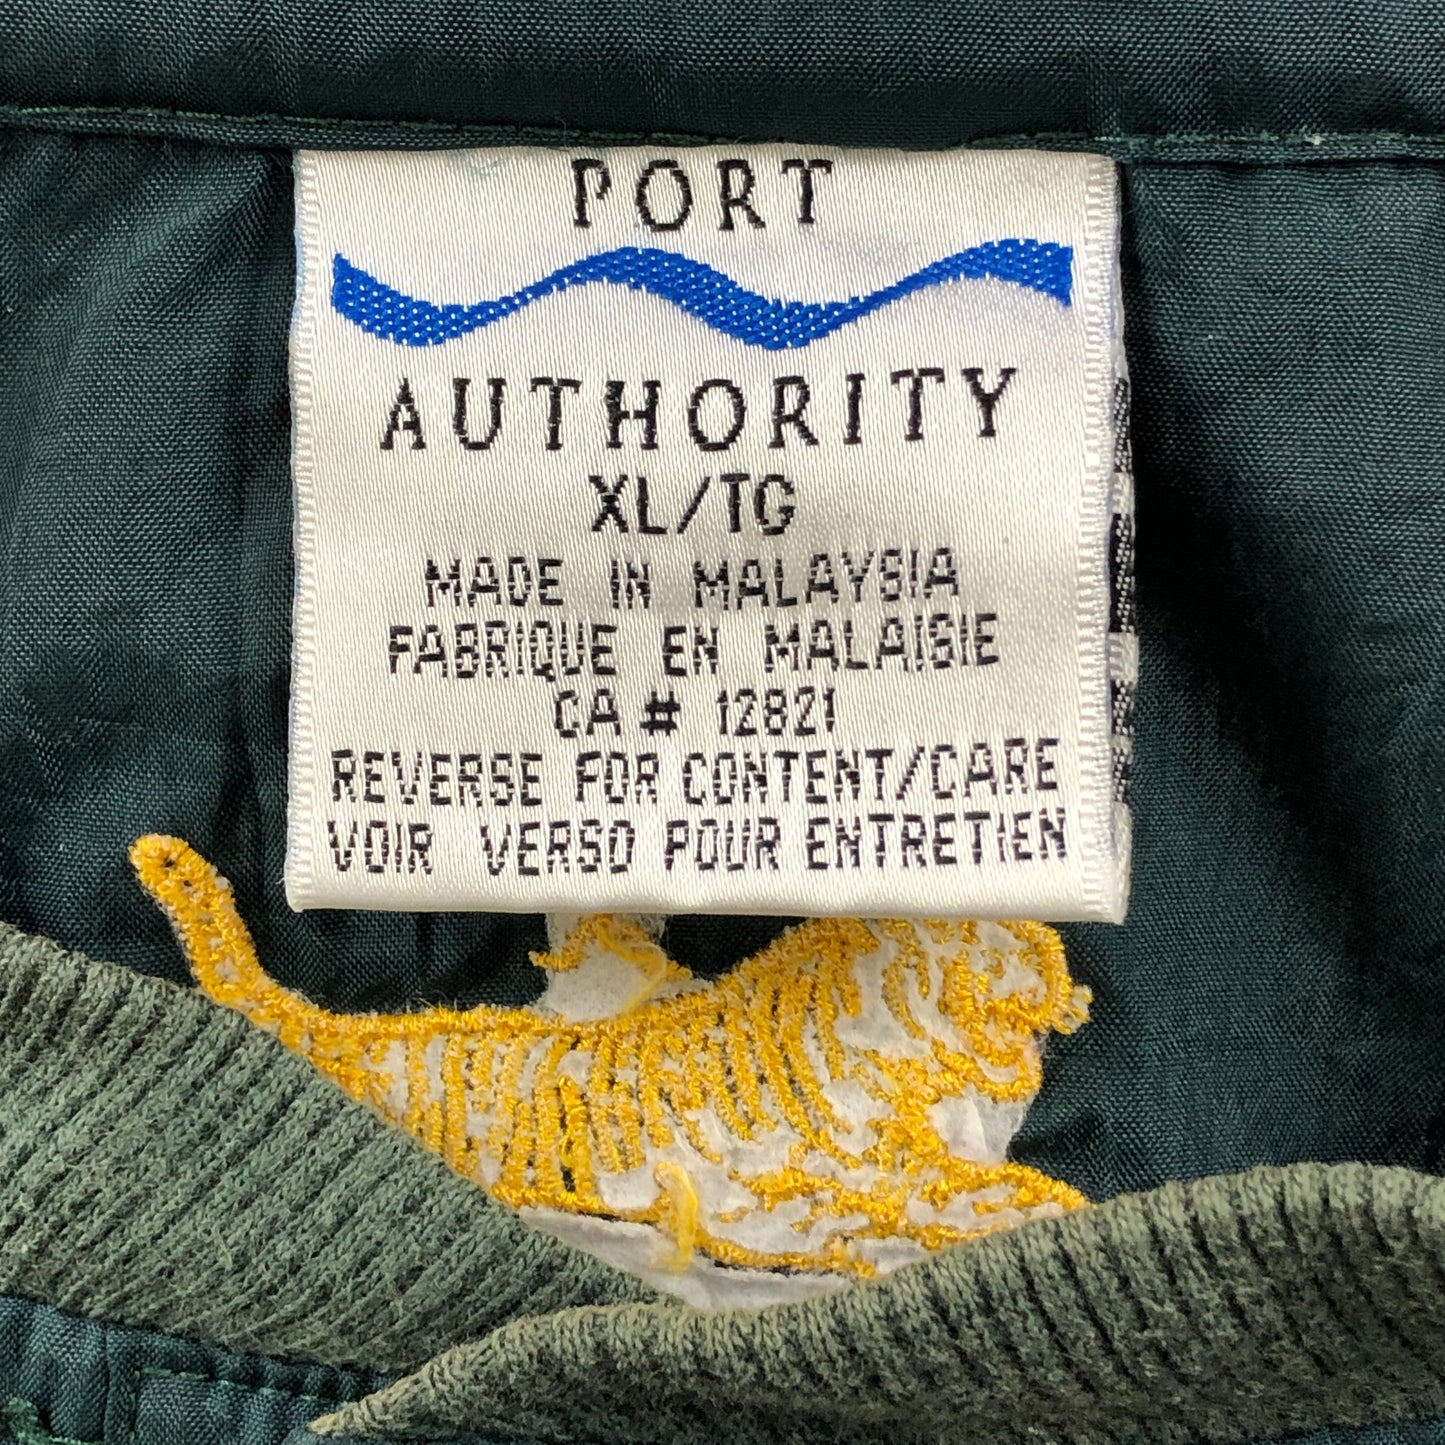 PORT
AUTHORITY
XL/TG
MADE IN MALAYSIA
FABRIQUE EN MALAISIE
CA # 12821
REVERSE FOR CONTENT/CARE
VOIR VERSO POUR ENTRETIEN